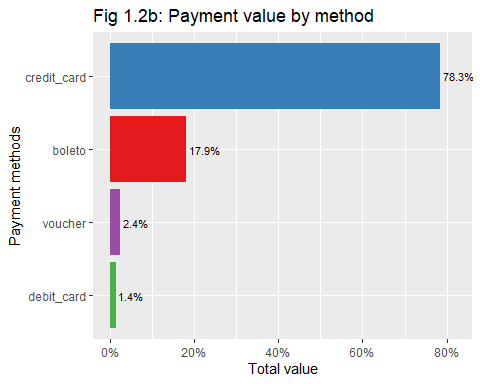 Fig 1.2b: Payment value by method
Payment methods
credit_card
78.3%
boleto
17.9%
voucher
2.4%
debit_card
1.4%
0% 20% 40% 60% 80%
Total value